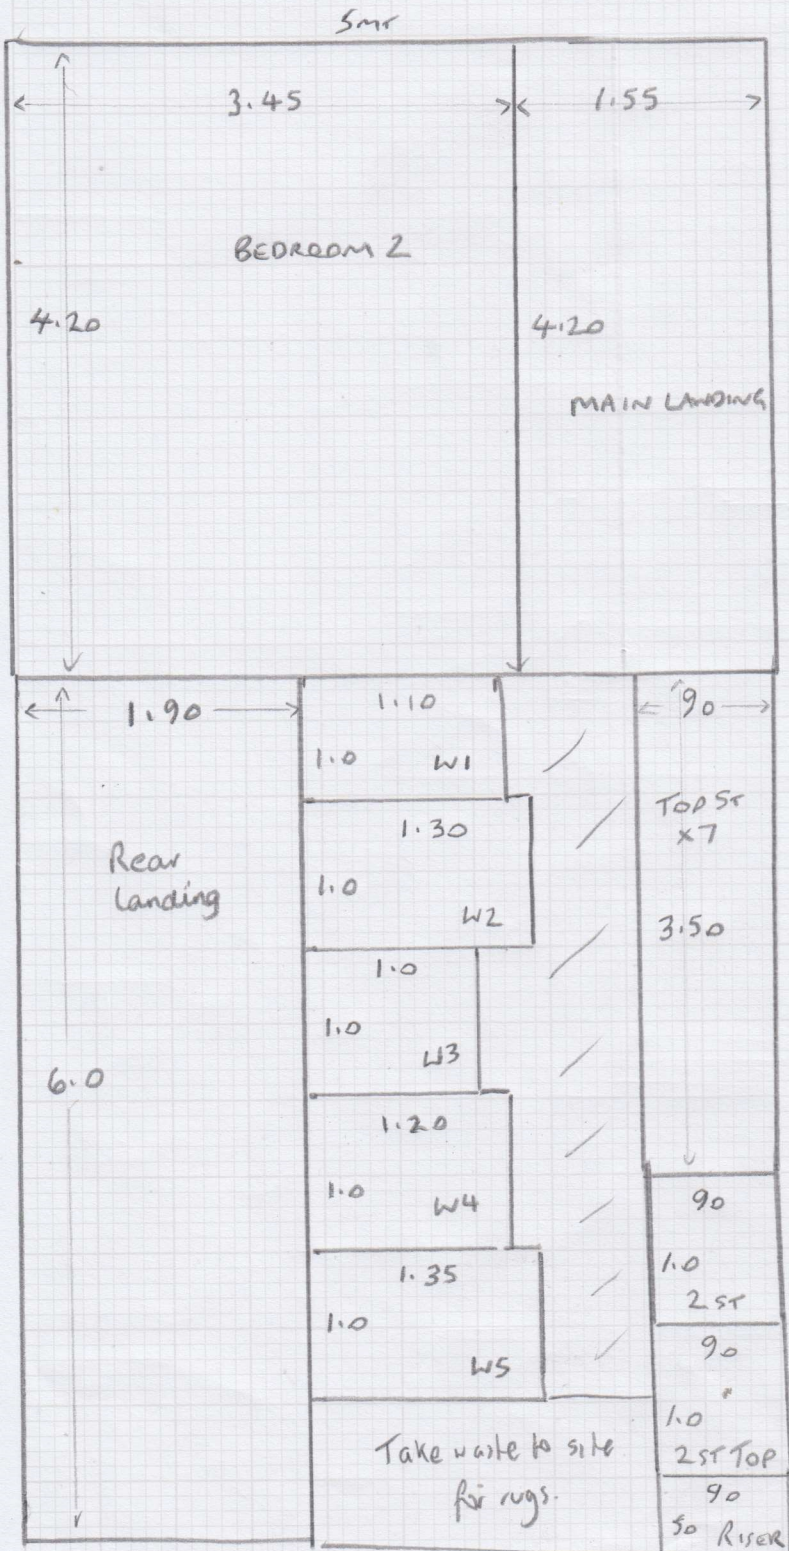 5mt
3.45
1.55
BEDROOM 2
4.20
4.20
MAIN LANDING
1.90
1.10
1.0 W1
90
TOP ST
x7
3.50
Rear
landing
6.0
1.30
1.0
W2
1.0
1.0
W3
1.20
1.0
W4
1.35
1.0
W5
90
1.0
2 ST
90
1.0
2 ST TOP
90
50 RISER
Take waste to site
for rugs.